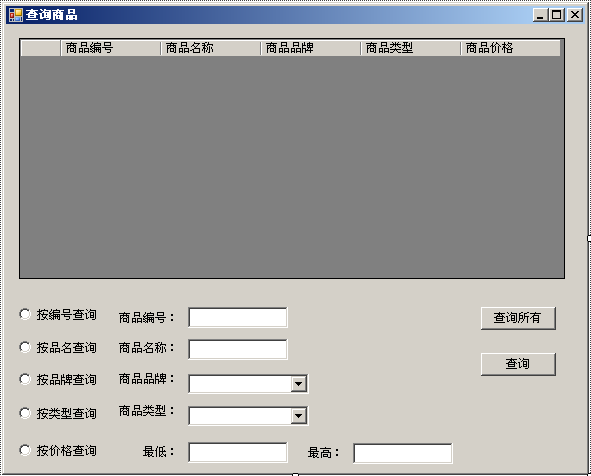 查询商品
商品编号 商品名称 商品品牌 商品类型 商品价格
按编号查询 商品编号： 查询所有
按品名查询 商品名称：
查询
按品牌查询 商品品牌：
按类型查询 商品类型：
按价格查询 最低： 最高：